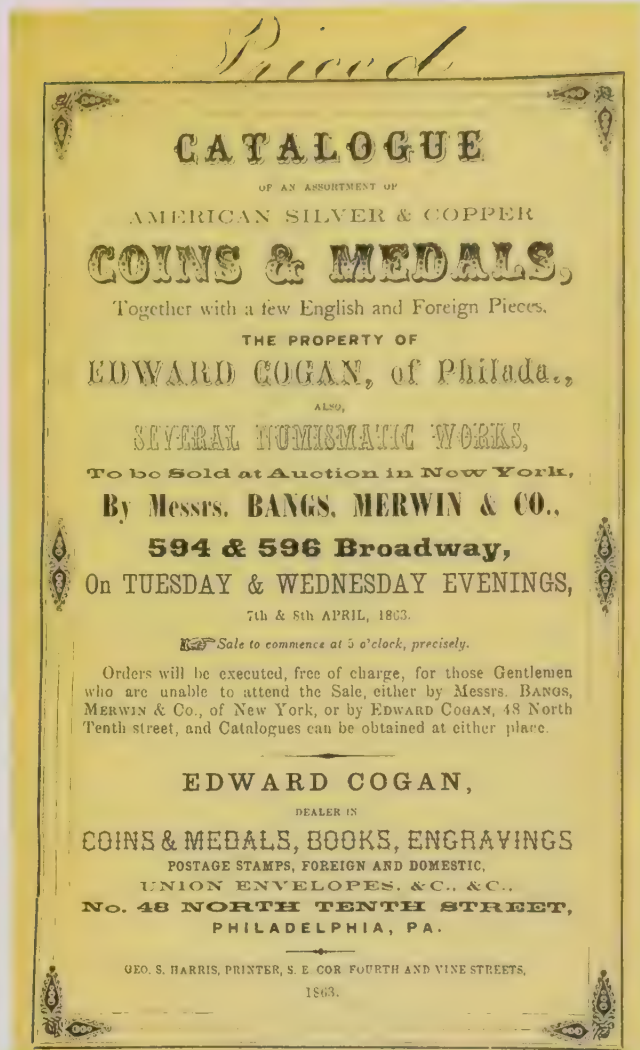 Priced
CATALOGUE
OF AN ASSORTMENT OF
AMERICAN SILVER & COPPER
COINS & MEDALS,
Together with a few English and Foreign Pieces.
THE PROPERTY OF
EDWARD COGAN, of Philada.,
ALSO,
SEVERAL NUMISMATIC WORKS,
To be Sold at Auction in New York,
By Messrs. BANGS, MERWIN & CO.,
594 & 596 Broadway,
On TUESDAY & WEDNESDAY EVENINGS,
7th & 8th APRIL, 1863.
Sale to commence at 5 o'clock, precisely.
Orders will be executed, free of charge, for those Gentlemen
who are unable to attend the Sale, either by Messrs. BANGS,
MERWIN & Co., of New York, or by EDWARD COGAN, 48 North
Tenth street, and Catalogues can be obtained at either place.
EDWARD COGAN,
DEALER IN
COINS & MEDALS, BOOKS, ENGRAVINGS
POSTAGE STAMPS, FOREIGN AND DOMESTIC,
UNION ENVELOPES, &C., &C.,
No. 48 NORTH TENTH STREET,
PHILADELPHIA, PA.
GEO. S. HARRIS, PRINTER, S. E. COR FOURTH AND VINE STREETS,
1863.